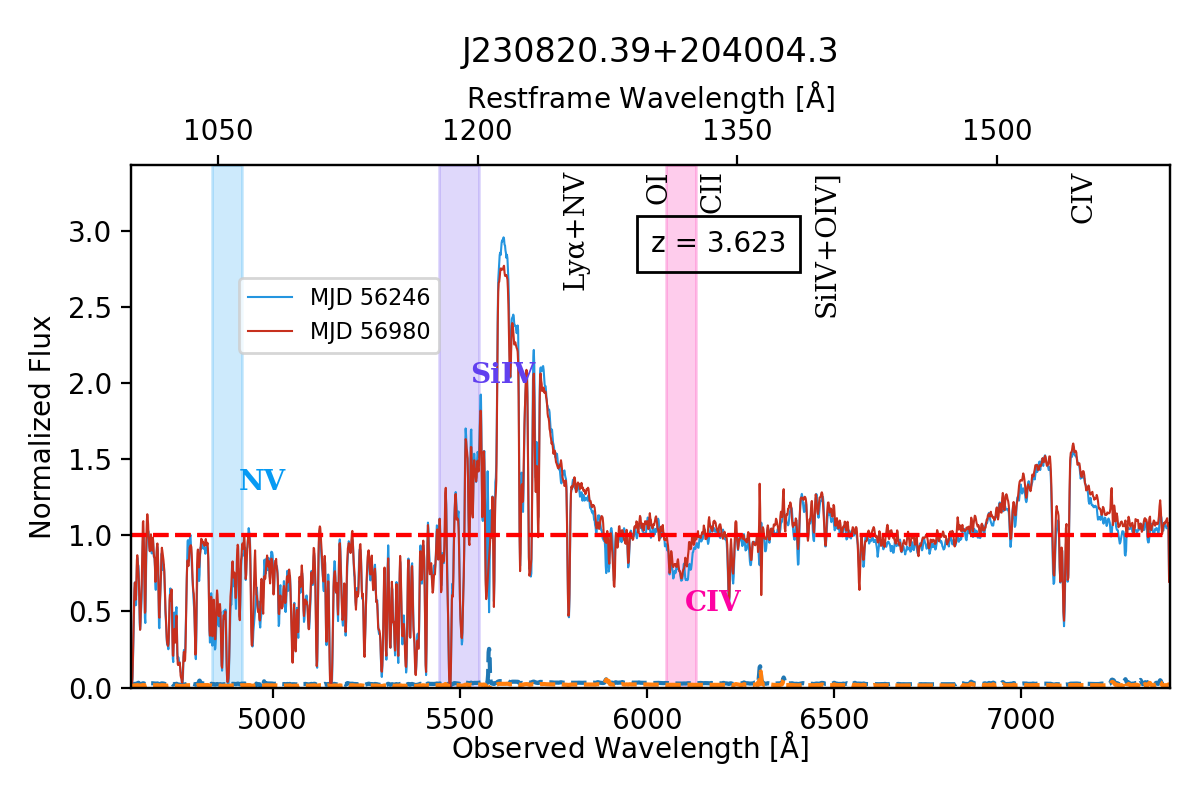 J230820.39+204004.3
Restframe Wavelength [Å]
1050 1200 1350 1500
Lyα+NV
OI
CII
SiIV+OIV]
CIV
z = 3.623
MJD 56246
MJD 56980
SiIV
NV
CIV
Normalized Flux
3.0
2.5
2.0
1.5
1.0
0.5
0.0
5000 5500 6000 6500 7000
Observed Wavelength [Å]